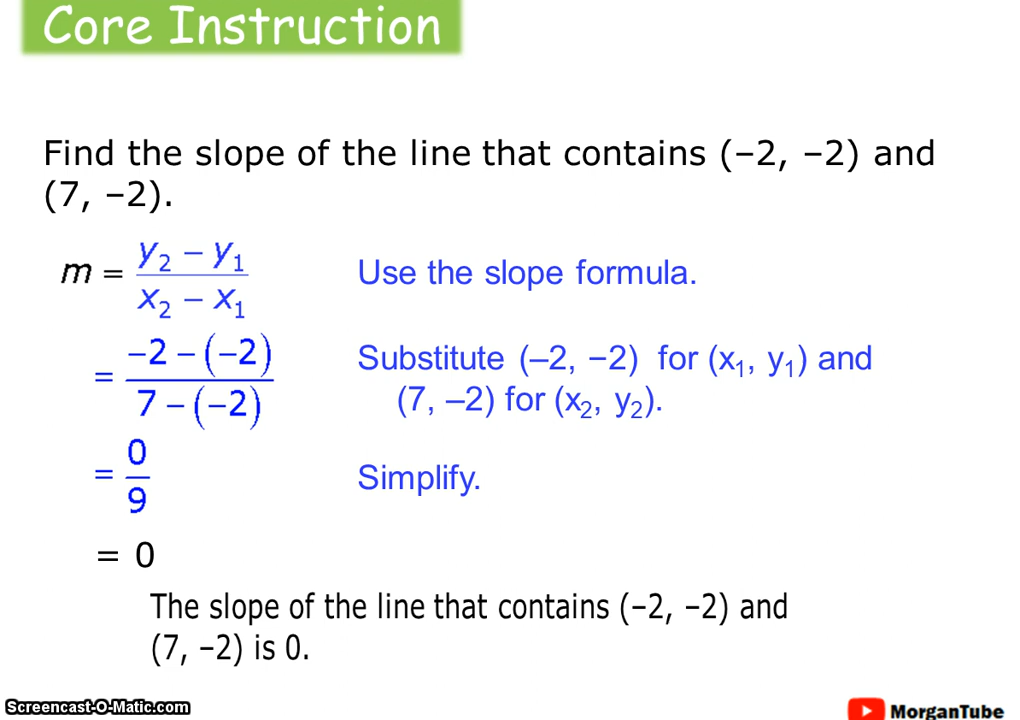 Core Instruction
Find the slope of the line that contains (–2, –2) and
(7, –2).
m = y₂ − y₁ / x₂ − x₁ Use the slope formula.
= −2 − (−2) / 7 − (−2) Substitute (–2, −2) for (x₁, y₁) and
(7, –2) for (x₂, y₂).
= 0 / 9 Simplify.
= 0
The slope of the line that contains (–2, –2) and
(7, –2) is 0.
Screencast-O-Matic.com
MorganTube